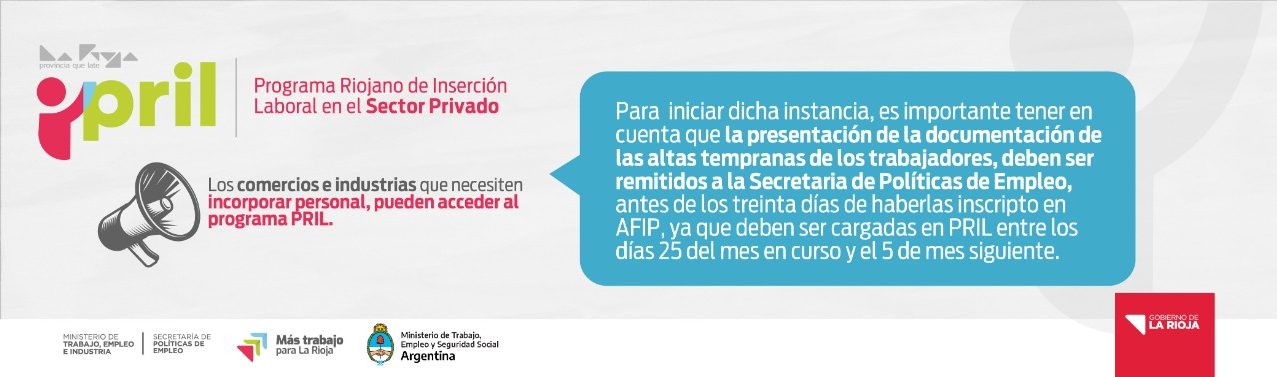 La Rioja
provincia que late
pril
Programa Riojano de Inserción
Laboral en el Sector Privado
Los comercios e industrias que necesiten
incorporar personal, pueden acceder al
programa PRIL.
Para iniciar dicha instancia, es importante tener en
cuenta que la presentación de la documentación de
las altas tempranas de los trabajadores, deben ser
remitidos a la Secretaria de Políticas de Empleo,
antes de los treinta días de haberlas inscripto en
AFIP, ya que deben ser cargadas en PRIL entre los
días 25 del mes en curso y el 5 de mes siguiente.
MINISTERIO DE
TRABAJO, EMPLEO
E INDUSTRIA
SECRETARÍA DE
POLÍTICAS DE
EMPLEO
Más trabajo
para La Rioja
Ministerio de Trabajo,
Empleo y Seguridad Social
Argentina
GOBIERNO DE
LA RIOJA